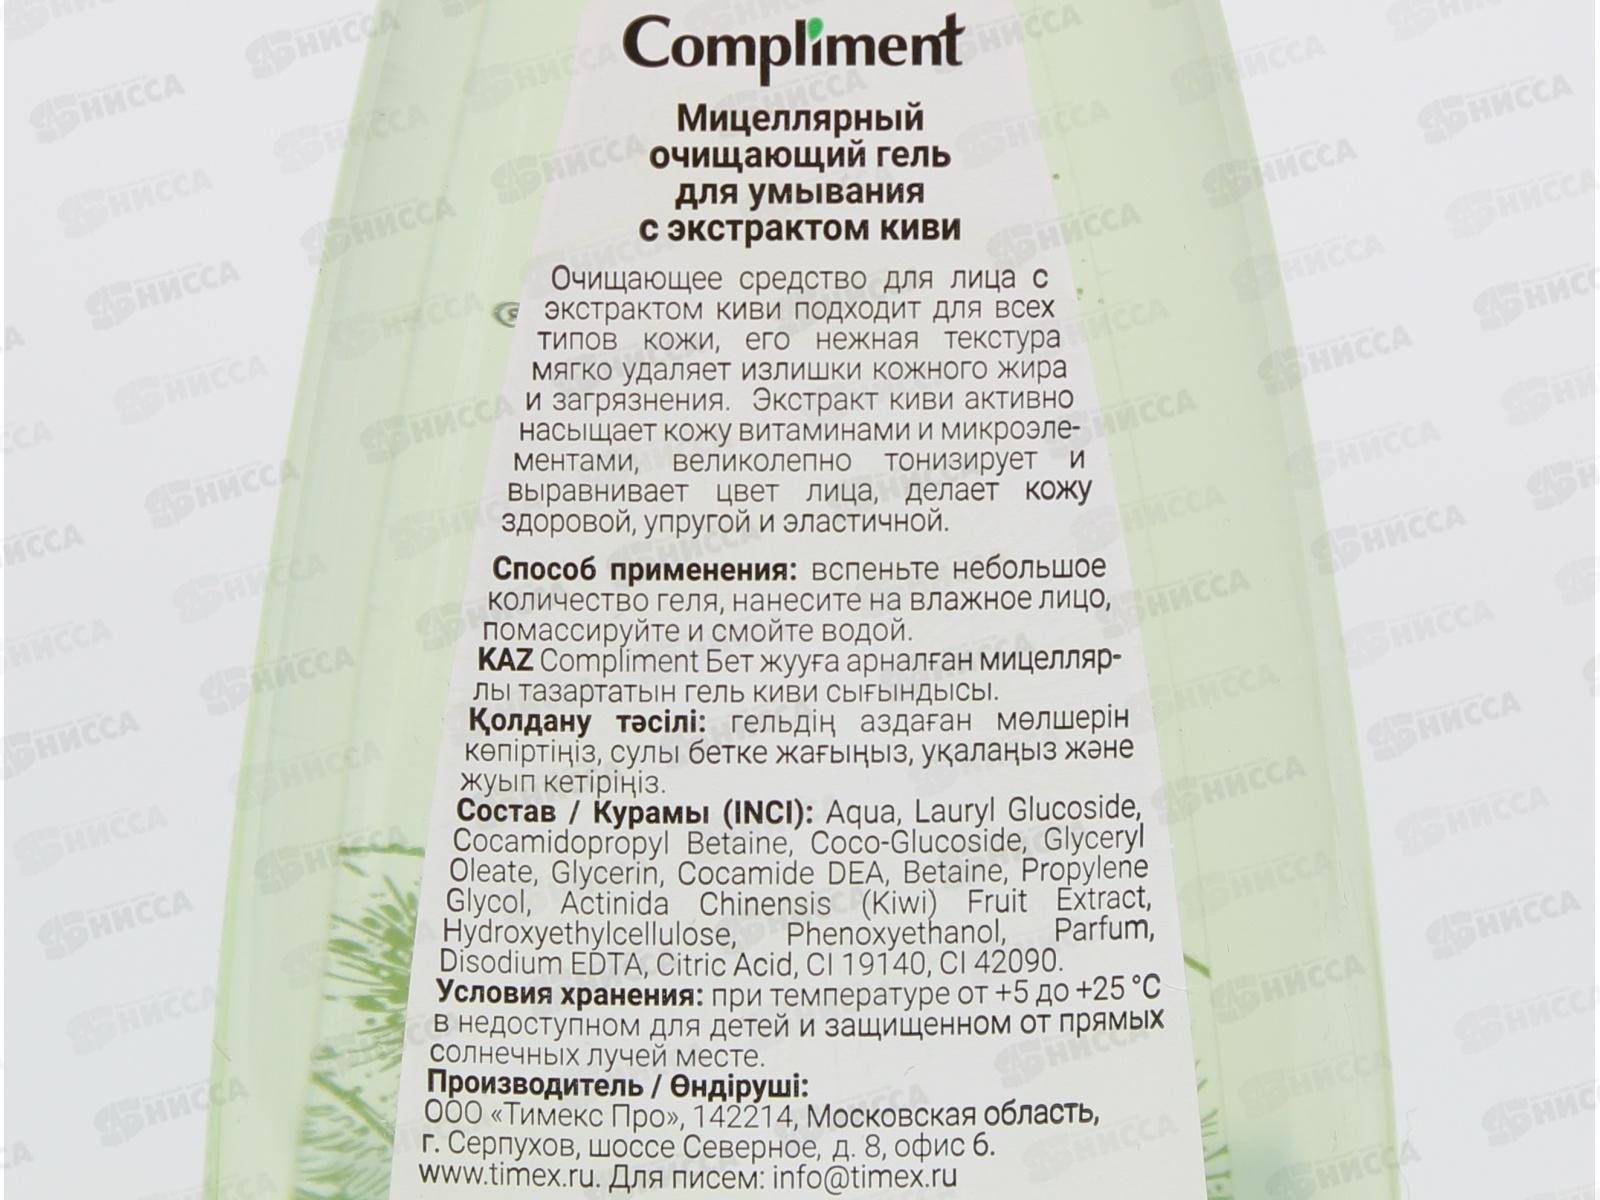 Compliment
Мицеллярный
очищающий гель
для умывания
с экстрактом киви
Очищающее средство для лица с
экстрактом киви подходит для всех
типов кожи, его нежная текстура
мягко удаляет излишки кожного жира
и загрязнения. Экстракт киви активно
насыщает кожу витаминами и микроэле-
ментами, великолепно тонизирует и
выравнивает цвет лица, делает кожу
здоровой, упругой и эластичной.
Способ применения: вспеньте небольшое
количество геля, нанесите на влажное лицо,
помассируйте и смойте водой.
KAZ Compliment Бет жууға арналған мицелляр-
лы тазартатын гель киви сығындысы.
Қолдану тәсілі: гельдің аздаған мөлшерін
көпіртіңіз, сулы бетке жағыңыз, уқалаңыз және
жуып кетіріңіз.
Состав / Курамы (INCI): Aqua, Lauryl Glucoside,
Cocamidopropyl Betaine, Coco-Glucoside, Glyceryl
Oleate, Glycerin, Cocamide DEA, Betaine, Propylene
Glycol, Actinida Chinensis (Kiwi) Fruit Extract,
Hydroxyethylcellulose, Phenoxyethanol, Parfum,
Disodium EDTA, Citric Acid, CI 19140, CI 42090.
Условия хранения: при температуре от +5 до +25 °C
в недоступном для детей и защищенном от прямых
солнечных лучей месте.
Производитель / Өндіруші:
ООО «Тимекс Про», 142214, Московская область,
г. Серпухов, шоссе Северное, д. 8, офис 6.
www.timex.ru. Для писем: info@timex.ru
НИССА